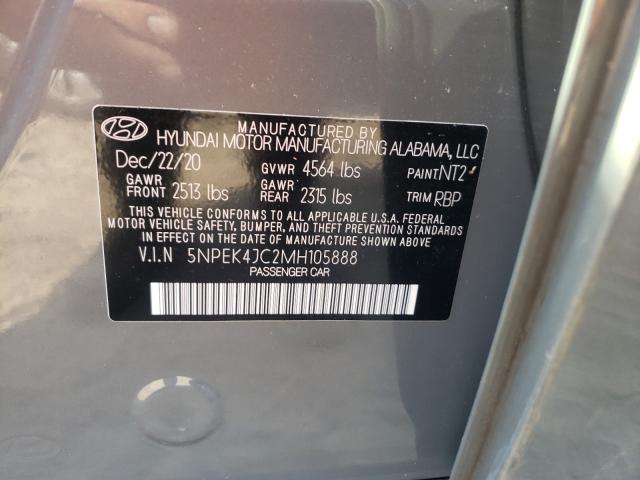 MANUFACTURED BY
HYUNDAI MOTOR MANUFACTURING ALABAMA, LLC
Dec/22/20 GVWR 4564 lbs PAINT NT2
GAWR FRONT 2513 lbs GAWR REAR 2315 lbs TRIM RBP
THIS VEHICLE CONFORMS TO ALL APPLICABLE U.S.A. FEDERAL
MOTOR VEHICLE SAFETY, BUMPER, AND THEFT PREVENTION STANDARDS
IN EFFECT ON THE DATE OF MANUFACTURE SHOWN ABOVE.
V.I.N 5NPEK4JC2MH105888
PASSENGER CAR